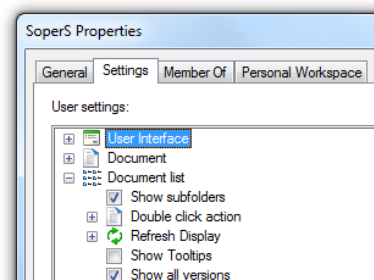 SoperS Properties
General Settings Member Of Personal Workspace
User settings:
User Interface
Document
Document list
Show subfolders
Double click action
Refresh Display
Show Tooltips
Show all versions